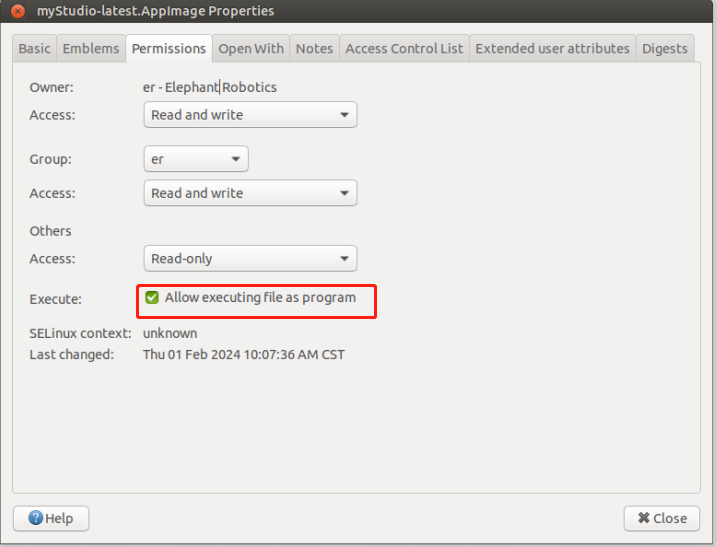 myStudio-latest.AppImage Properties
Basic Emblems Permissions Open With Notes Access Control List Extended user attributes Digests
Owner: er - Elephant Robotics
Access: Read and write
Group: er
Access: Read and write
Others
Access: Read-only
Execute: Allow executing file as program
SELinux context: unknown
Last changed: Thu 01 Feb 2024 10:07:36 AM CST
Help Close